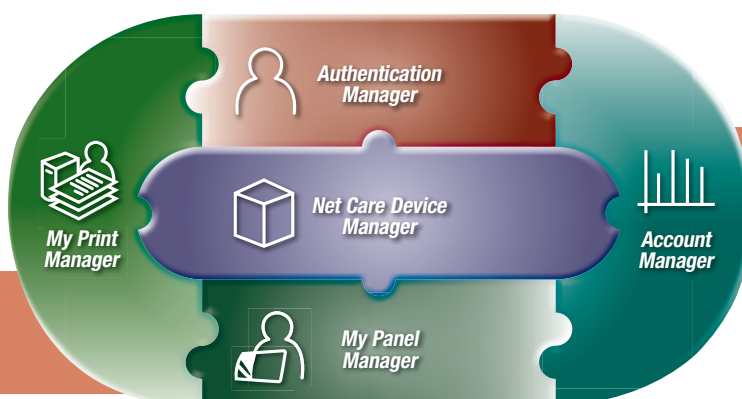 Authentication
Manager
My Print
Manager
Net Care Device
Manager
Account
Manager
My Panel
Manager